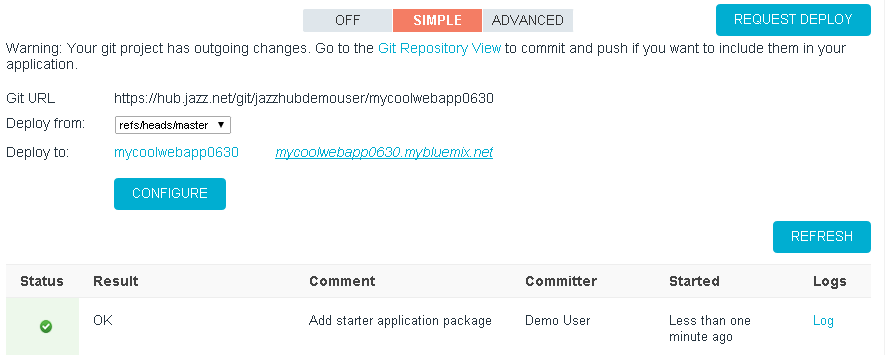 OFF SIMPLE ADVANCED REQUEST DEPLOY
Warning: Your git project has outgoing changes. Go to the Git Repository View to commit and push if you want to include them in your
application.
Git URL https://hub.jazz.net/git/jazzhubdemouser/mycoolwebapp0630
Deploy from: refs/heads/master
Deploy to: mycoolwebapp0630 mycoolwebapp0630.mybluemix.net
CONFIGURE
REFRESH
Status Result Comment Committer Started Logs
OK Add starter application package Demo User Less than one Log
minute ago